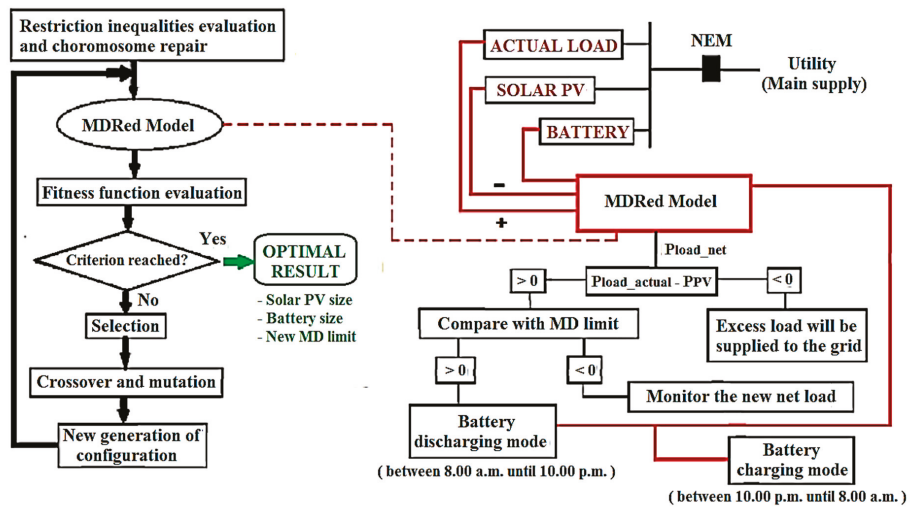 Restriction inequalities evaluation
and choromosome repair
MDRed Model
Fitness function evaluation
Criterion reached?
Yes
OPTIMAL
RESULT
- Solar PV size
- Battery size
- New MD limit
No
Selection
Crossover and mutation
New generation of
configuration
ACTUAL LOAD
SOLAR PV
BATTERY
NEM
Utility
(Main supply)
−
+
MDRed Model
Pload_net
Pload_actual - PPV
> 0
< 0
Compare with MD limit
Excess load will be
supplied to the grid
> 0
< 0
Monitor the new net load
Battery
discharging mode
( between 8.00 a.m. until 10.00 p.m. )
Battery
charging mode
( between 10.00 p.m. until 8.00 a.m. )